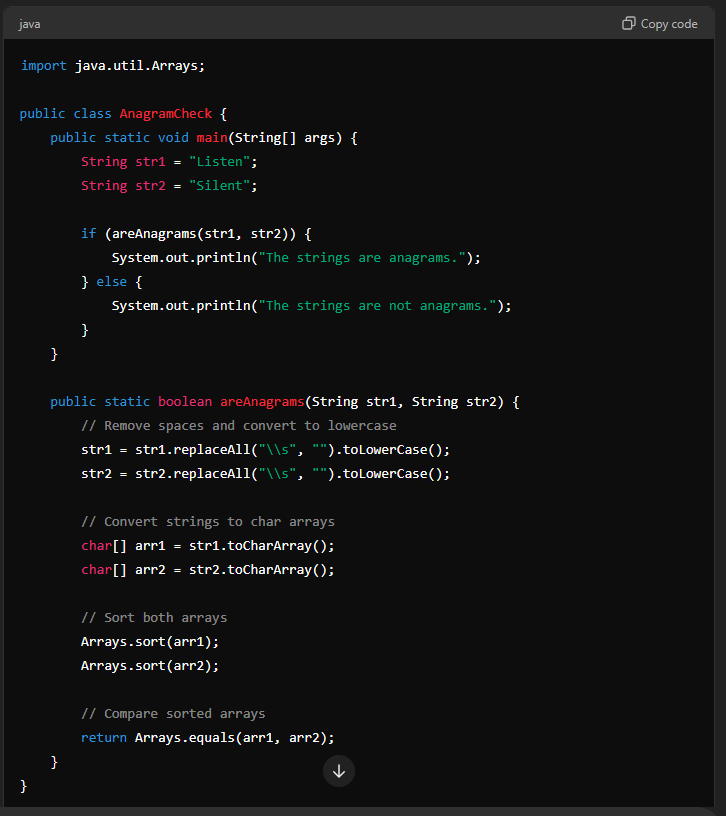 java
Copy code
import java.util.Arrays;
public class AnagramCheck {
    public static void main(String[] args) {
        String str1 = "Listen";
        String str2 = "Silent";
        if (areAnagrams(str1, str2)) {
            System.out.println("The strings are anagrams.");
        } else {
            System.out.println("The strings are not anagrams.");
        }
    }
    public static boolean areAnagrams(String str1, String str2) {
        // Remove spaces and convert to lowercase
        str1 = str1.replaceAll("\\s", "").toLowerCase();
        str2 = str2.replaceAll("\\s", "").toLowerCase();
        // Convert strings to char arrays
        char[] arr1 = str1.toCharArray();
        char[] arr2 = str2.toCharArray();
        // Sort both arrays
        Arrays.sort(arr1);
        Arrays.sort(arr2);
        // Compare sorted arrays
        return Arrays.equals(arr1, arr2);
    }
}